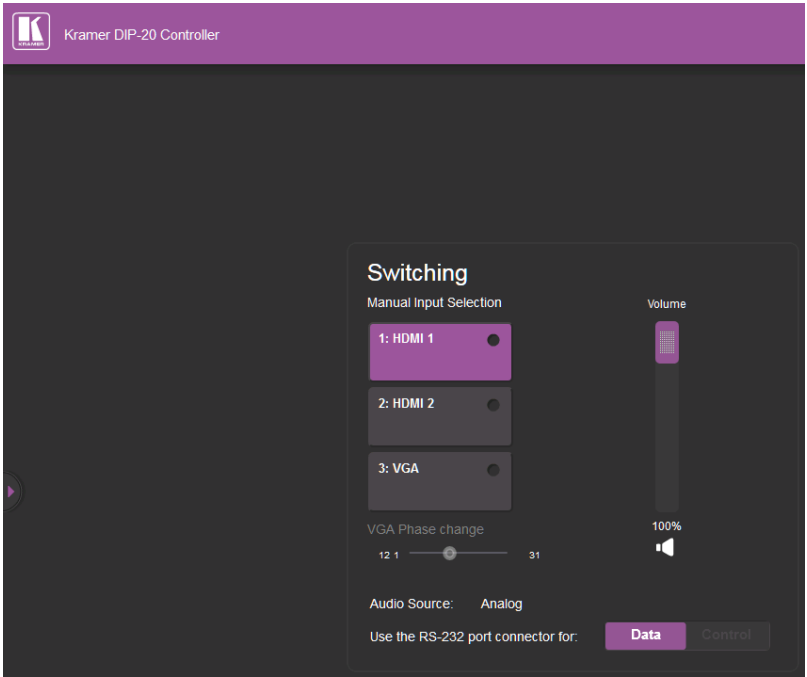 KRAMER
Kramer DIP-20 Controller
Switching
Manual Input Selection
Volume
1: HDMI 1
2: HDMI 2
3: VGA
VGA Phase change
100%
12 1 31
Audio Source: Analog
Use the RS-232 port connector for: Data Control